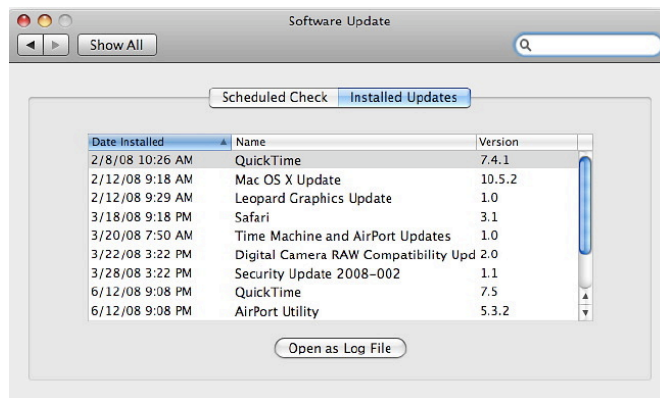 Software Update
Show All
Scheduled Check Installed Updates
Date Installed Name Version
2/8/08 10:26 AM QuickTime 7.4.1
2/12/08 9:18 AM Mac OS X Update 10.5.2
2/12/08 9:29 AM Leopard Graphics Update 1.0
3/18/08 9:18 PM Safari 3.1
3/20/08 7:50 AM Time Machine and AirPort Updates 1.0
3/22/08 3:22 PM Digital Camera RAW Compatibility Upd 2.0
3/28/08 3:22 PM Security Update 2008-002 1.1
6/12/08 9:08 PM QuickTime 7.5
6/12/08 9:08 PM AirPort Utility 5.3.2
Open as Log File